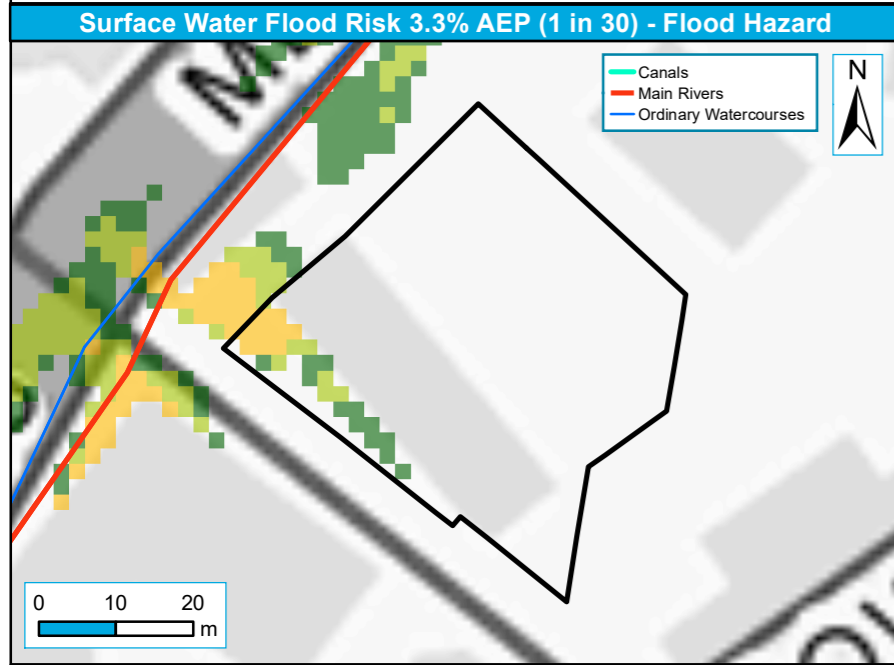 Surface Water Flood Risk 3.3% AEP (1 in 30) - Flood Hazard
Canals
Main Rivers
Ordinary Watercourses
N
0 10 20
m